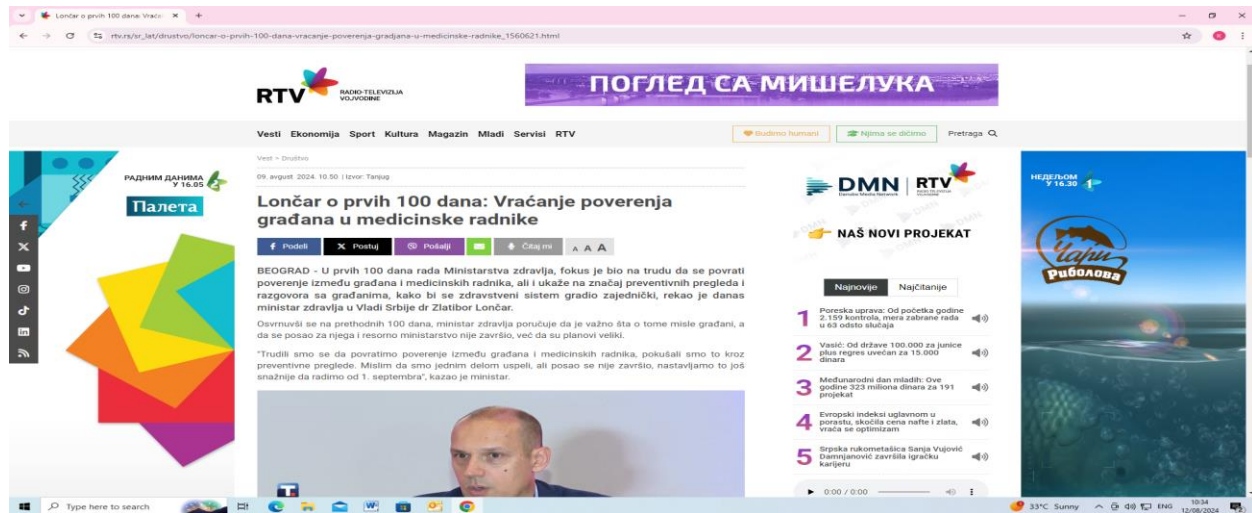 Lončar o prvih 100 dana: Vraćan
rtv.rs/sr_lat/drustvo/loncar-o-prvih-100-dana-vracanje-poverenja-gradjana-u-medicinske-radnike_1560621.html
RTV RADIO-TELEVIZIJA
VOJVODINE
ПОГЛЕД СА МИШЕЛУКА
Vesti Ekonomija Sport Kultura Magazin Mladi Servisi RTV
Budimo humani
Njima se dičimo
Pretraga
Vesti > Društvo
09. avgust 2024. 10.50 | Izvor: Tanjug
Lončar o prvih 100 dana: Vraćanje poverenja
građana u medicinske radnike
Podeli
Postuj
Pošalji
Čitaj mi
A A A
BEOGRAD - U prvih 100 dana rada Ministarstva zdravlja, fokus je bio na trudu da se povrati
poverenje između građana i medicinskih radnika, ali i ukaže na značaj preventivnih pregleda i
razgovora sa građanima, kako bi se zdravstveni sistem gradio zajednički, rekao je danas
ministar zdravlja u Vladi Srbije dr Zlatibor Lončar.
Osvrnuvši se na prethodnih 100 dana, ministar zdravlja poručuje da je važno šta o tome misle građani, a
da se posao za njega i resorno ministarstvo nije završio, već da su planovi veliki.
"Trudili smo se da povratimo poverenje između građana i medicinskih radnika, pokušali smo to kroz
preventivne preglede. Mislim da smo jednim delom uspeli, ali posao se nije završio, nastavljamo to još
snažnije da radimo od 1. septembra", kazao je ministar.
РАДНИМ ДАНИМА
У 16.05
2
Палета
DMN RTV
NAŠ NOVI PROJEKAT
Najnovije
Najčitanije
1 Poreska uprava: Od početka godine
2.159 kontrola, mera zabrane rada
u 63 odsto slučaja
2 Vasić: Od države 100.000 za junice
plus regres uvećan za 15.000
dinara
3 Međunarodni dan mladih: Ove
godine 323 miliona dinara za 191
projekat
4 Evropski indeksi uglavnom u
porastu, skočila cena nafte i zlata,
vraća se optimizam
5 Srpska rukometašica Sanja Vujović
Damnjanović završila igračku
karijeru
0:00 / 0:00
НЕДЕЉОМ
У 16.30
1
Чари
Риболова
Type here to search
33°C Sunny
ENG
10:34
12/08/2024